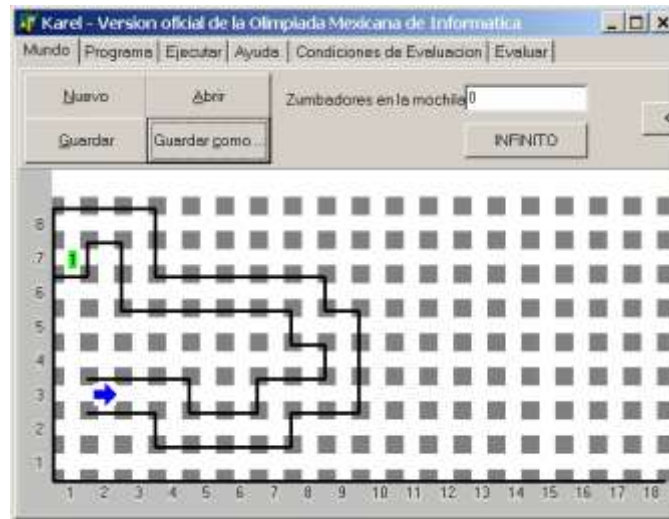 Karel - Version oficial de la Olimpiada Mexicana de Informatica
Mundo Programa Ejecutar Ayuda Condiciones de Evaluacion Evaluar
Nuevo Abrir Zumbadores en la mochila 0
Guardar Guardar como ... INFINITO
8
7 1
6
5
4
3
2
1
1 2 3 4 5 6 7 8 9 10 11 12 13 14 15 16 17 18